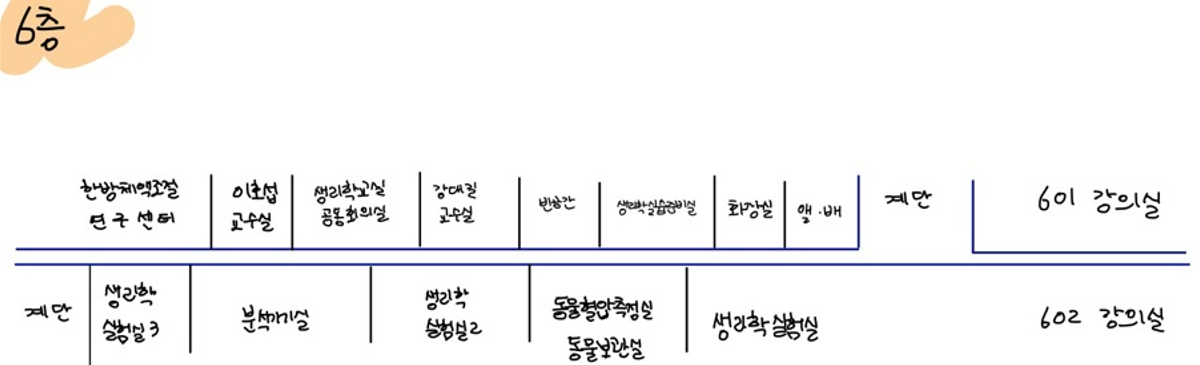 6층
한방체액조절
연구센터
이호섭
교수실
생리학교실
공동회의실
강대길
교수실
빈공간
생리학실습준비실
화장실
앨·배
계단
601 강의실
계단
생리학
실험실3
분석기기실
생리학
실험실2
동물혈압측정실
동물보관실
생리학실험실
602 강의실